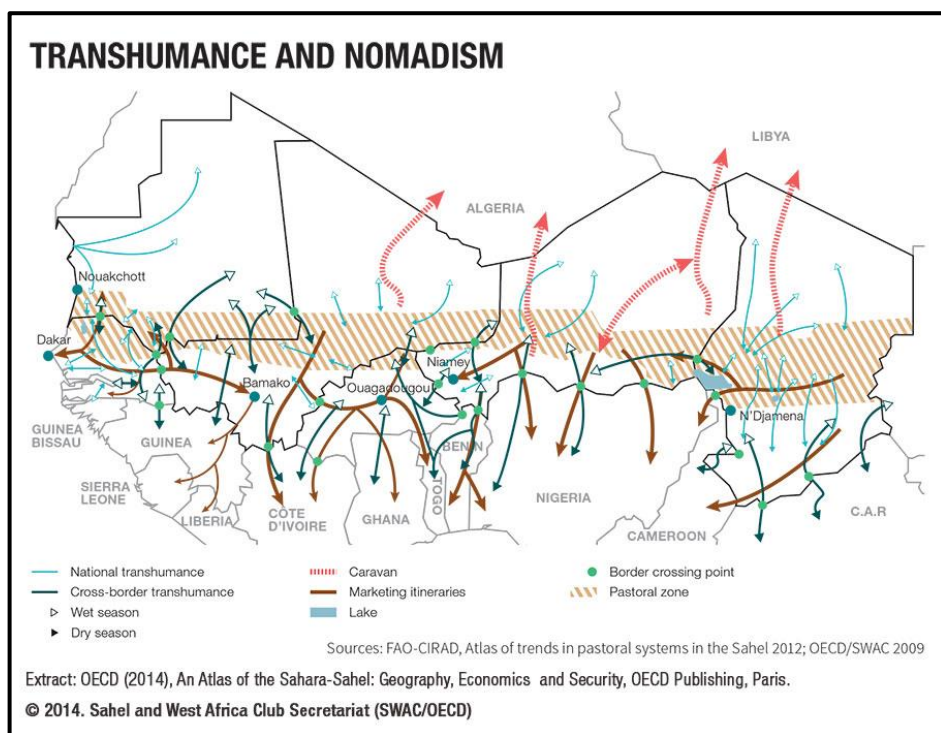 TRANSHUMANCE AND NOMADISM
LIBYA
ALGERIA
Nouakchott
Dakar
Bamako
Niamey
Ouagadougou
N'Djamena
GUINEA
BISSAU
GUINEA
SIERRA
LEONE
LIBERIA
CÔTE
D'IVOIRE
GHANA
TOGO
BENIN
NIGERIA
CAMEROON
C.A.R
National transhumance
Cross-border transhumance
Wet season
Dry season
Caravan
Marketing itineraries
Lake
Border crossing point
Pastoral zone
Sources: FAO-CIRAD, Atlas of trends in pastoral systems in the Sahel 2012; OECD/SWAC 2009
Extract: OECD (2014), An Atlas of the Sahara-Sahel: Geography, Economics and Security, OECD Publishing, Paris.
© 2014. Sahel and West Africa Club Secretariat (SWAC/OECD)